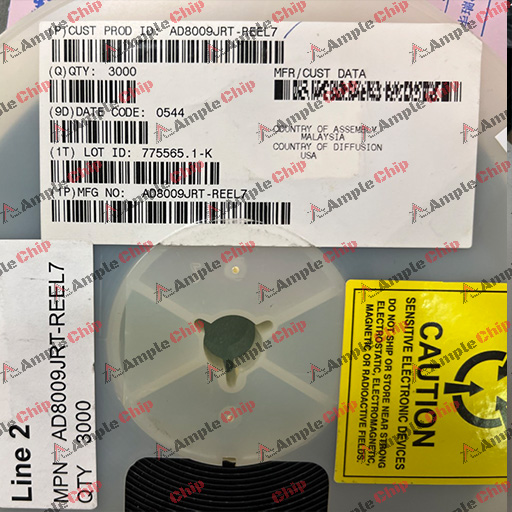 P)CUST PROD ID: AD8009JRT-REEL7
(Q)QTY: 3000
MFR/CUST DATA
(9D)DATE CODE: 0544
COUNTRY OF ASSEMBLY
MALAYSIA
(1T) LOT ID: 775565.1-K
COUNTRY OF DIFFUSION
USA
(1P)MFG NO: AD8009JRT-REEL7
Line 2
MPN AD8009JRT-REEL7
QTY 3000
CAUTION
SENSITIVE ELECTRONIC DEVICES
DO NOT SHIP OR STORE NEAR STRONG
ELECTROSTATIC, ELECTROMAGNETIC,
MAGNETIC OR RADIOACTIVE FIELDS.
Ample Chip